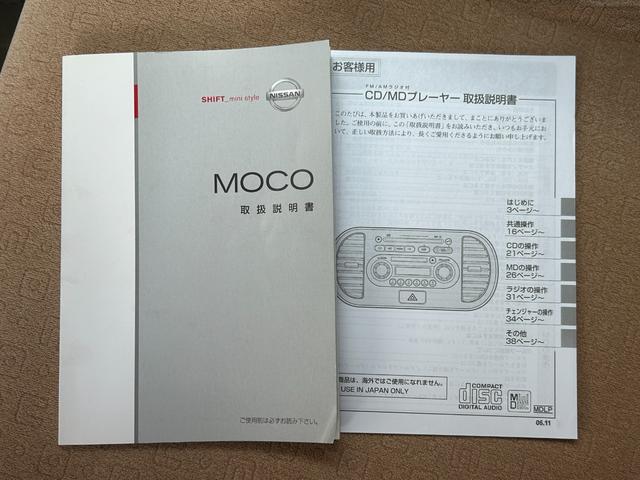 SHIFT_mini style
NISSAN
MOCO
取扱説明書
ご使用前は必ずお読み下さい。
お客様用
FM/AMラジオ付
CD/MDプレーヤー 取扱説明書
このたびは、本製品をお買いあげいただきまして、まことにありがとうございま
した。ご使用の前に、この「取扱説明書」をお読みいただき、いつもお手元にお
いて、正しい取扱方法により、長くご愛用くださるようにお願い申し上げます。
はじめに
3ページ〜
共通操作
16ページ〜
CDの操作
21ページ〜
MDの操作
26ページ〜
ラジオの操作
31ページ〜
チェンジャーの操作
34ページ〜
その他
38ページ〜
商品は、海外ではご使用になれません。
USE IN JAPAN ONLY
COMPACT
disc
DIGITAL AUDIO
MDLP
06.11